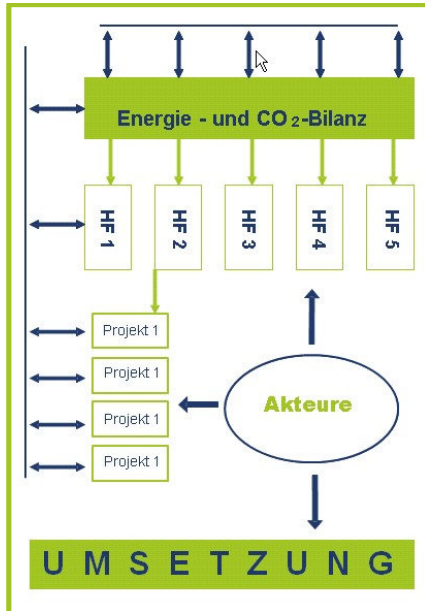 Energie - und CO₂-Bilanz
HF 1
HF 2
HF 3
HF 4
HF 5
Projekt 1
Projekt 1
Projekt 1
Projekt 1
Akteure
UMSETZUNG